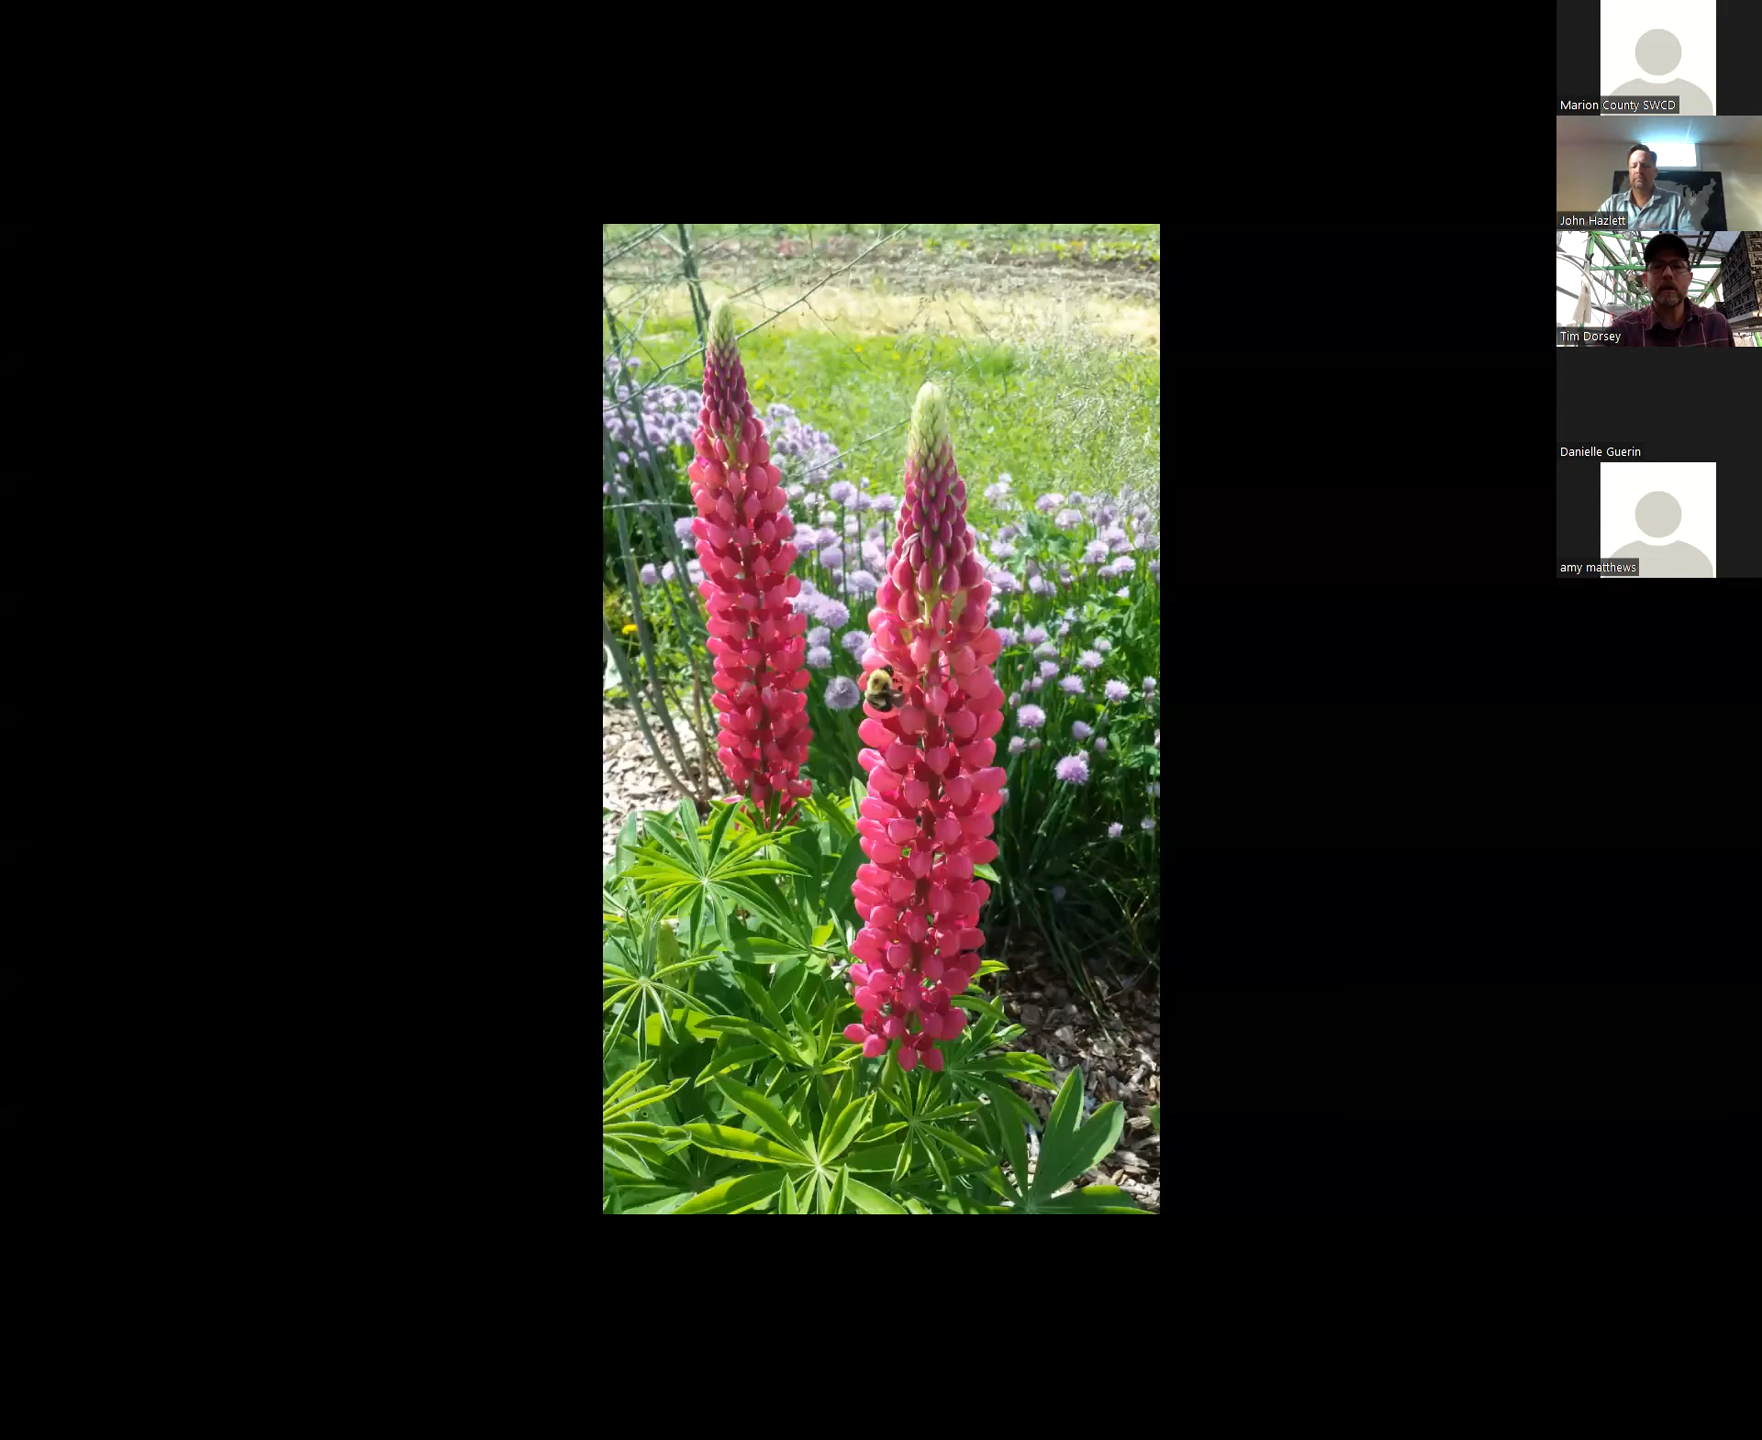 Marion County SWCD
John Hazlett
Tim Dorsey
Danielle Guerin
amy matthews